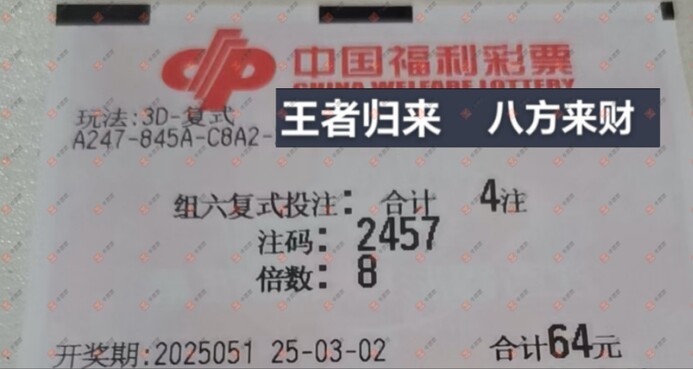 中国福利彩票
CHINA WELFARE LOTTERY
玩法:3D-复式
A247-845A-C8A2-
王者归来 八方来财
组六复式投注: 合计 4注
注码: 2457
倍数: 8
开奖期:2025051 25-03-02 合计64元